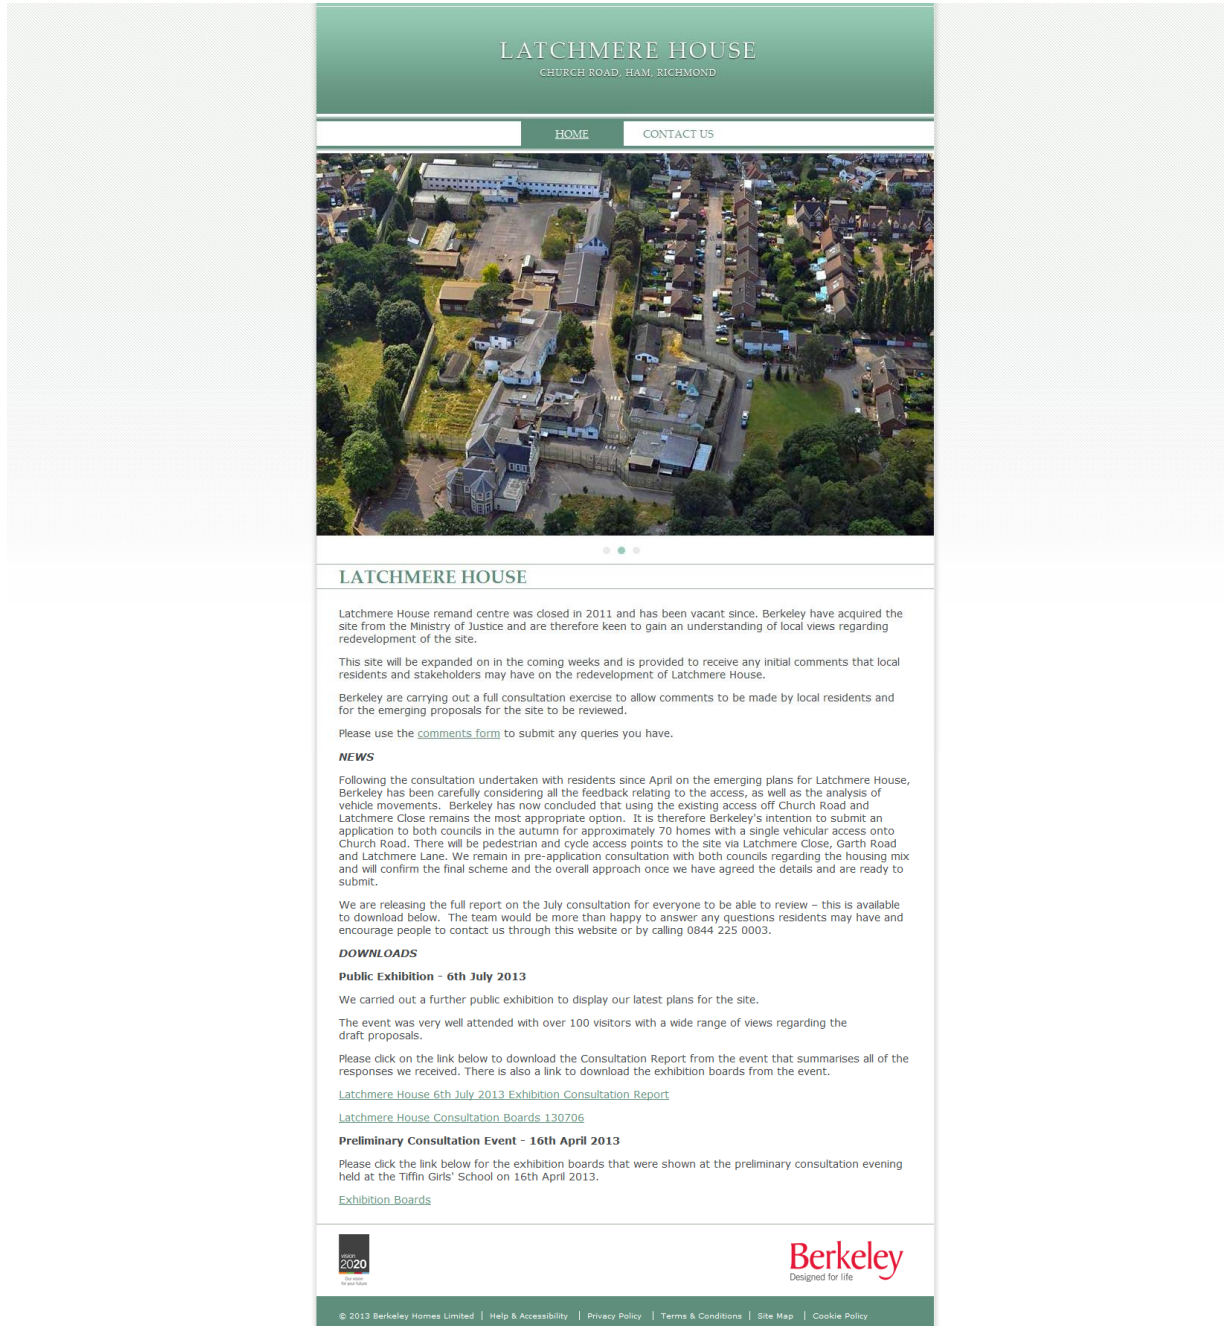 LATCHMERE HOUSE
CHURCH ROAD, HAM, RICHMOND
HOME CONTACT US
LATCHMERE HOUSE
Latchmere House remand centre was closed in 2011 and has been vacant since. Berkeley have acquired the
site from the Ministry of Justice and are therefore keen to gain an understanding of local views regarding
redevelopment of the site.
This site will be expanded on in the coming weeks and is provided to receive any initial comments that local
residents and stakeholders may have on the redevelopment of Latchmere House.
Berkeley are carrying out a full consultation exercise to allow comments to be made by local residents and
for the emerging proposals for the site to be reviewed.
Please use the comments form to submit any queries you have.
NEWS
Following the consultation undertaken with residents since April on the emerging plans for Latchmere House,
Berkeley has been carefully considering all the feedback relating to the access, as well as the analysis of
vehicle movements.  Berkeley has now concluded that using the existing access off Church Road and
Latchmere Close remains the most appropriate option.  It is therefore Berkeley's intention to submit an
application to both councils in the autumn for approximately 70 homes with a single vehicular access onto
Church Road. There will be pedestrian and cycle access points to the site via Latchmere Close, Garth Road
and Latchmere Lane. We remain in pre-application consultation with both councils regarding the housing mix
and will confirm the final scheme and the overall approach once we have agreed the details and are ready to
submit.
We are releasing the full report on the July consultation for everyone to be able to review – this is available
to download below.  The team would be more than happy to answer any questions residents may have and
encourage people to contact us through this website or by calling 0844 225 0003.
DOWNLOADS
Public Exhibition - 6th July 2013
We carried out a further public exhibition to display our latest plans for the site.
The event was very well attended with over 100 visitors with a wide range of views regarding the
draft proposals.
Please click on the link below to download the Consultation Report from the event that summarises all of the
responses we received. There is also a link to download the exhibition boards from the event.
Latchmere House 6th July 2013 Exhibition Consultation Report
Latchmere House Consultation Boards 130706
Preliminary Consultation Event - 16th April 2013
Please click the link below for the exhibition boards that were shown at the preliminary consultation evening
held at the Tiffin Girls' School on 16th April 2013.
Exhibition Boards
vision
2020
Our vision
for your future
Berkeley
Designed for life
© 2013 Berkeley Homes Limited | Help & Accessibility | Privacy Policy | Terms & Conditions | Site Map | Cookie Policy